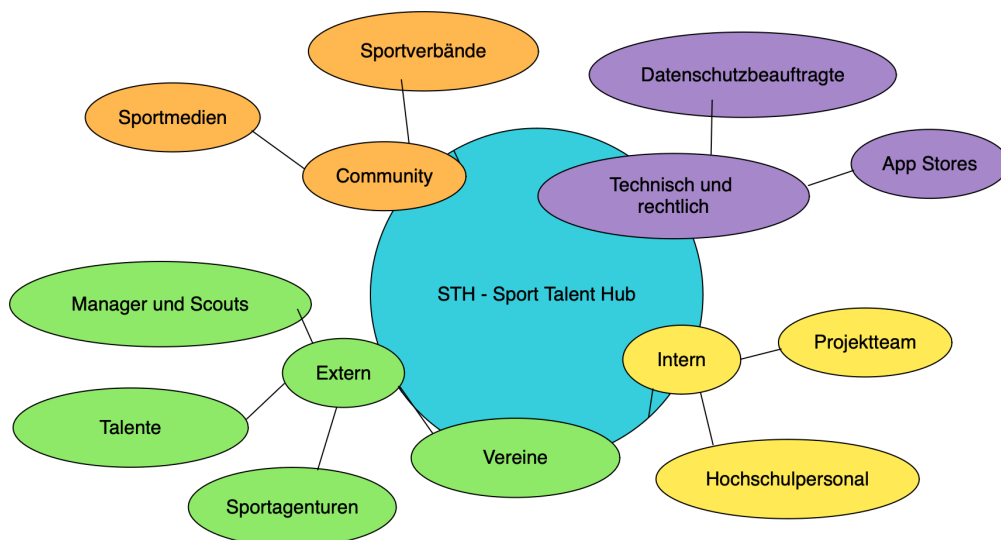 Sportverbände
Datenschutzbeauftragte
Sportmedien
App Stores
Community
Technisch und
rechtlich
STH - Sport Talent Hub
Manager und Scouts
Projektteam
Intern
Extern
Talente
Vereine
Hochschulpersonal
Sportagenturen